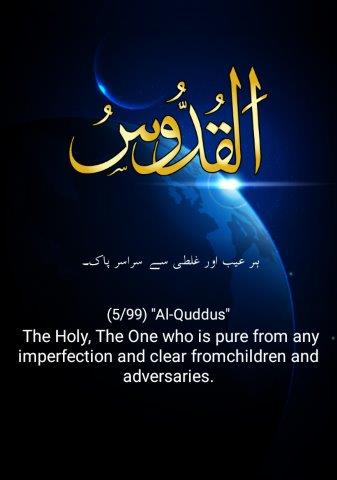 القُدُّوسُ
ہر عیب اور غلطی سے سراسر پاک۔
(5/99) "Al-Quddus"
The Holy, The One who is pure from any
imperfection and clear fromchildren and
adversaries.